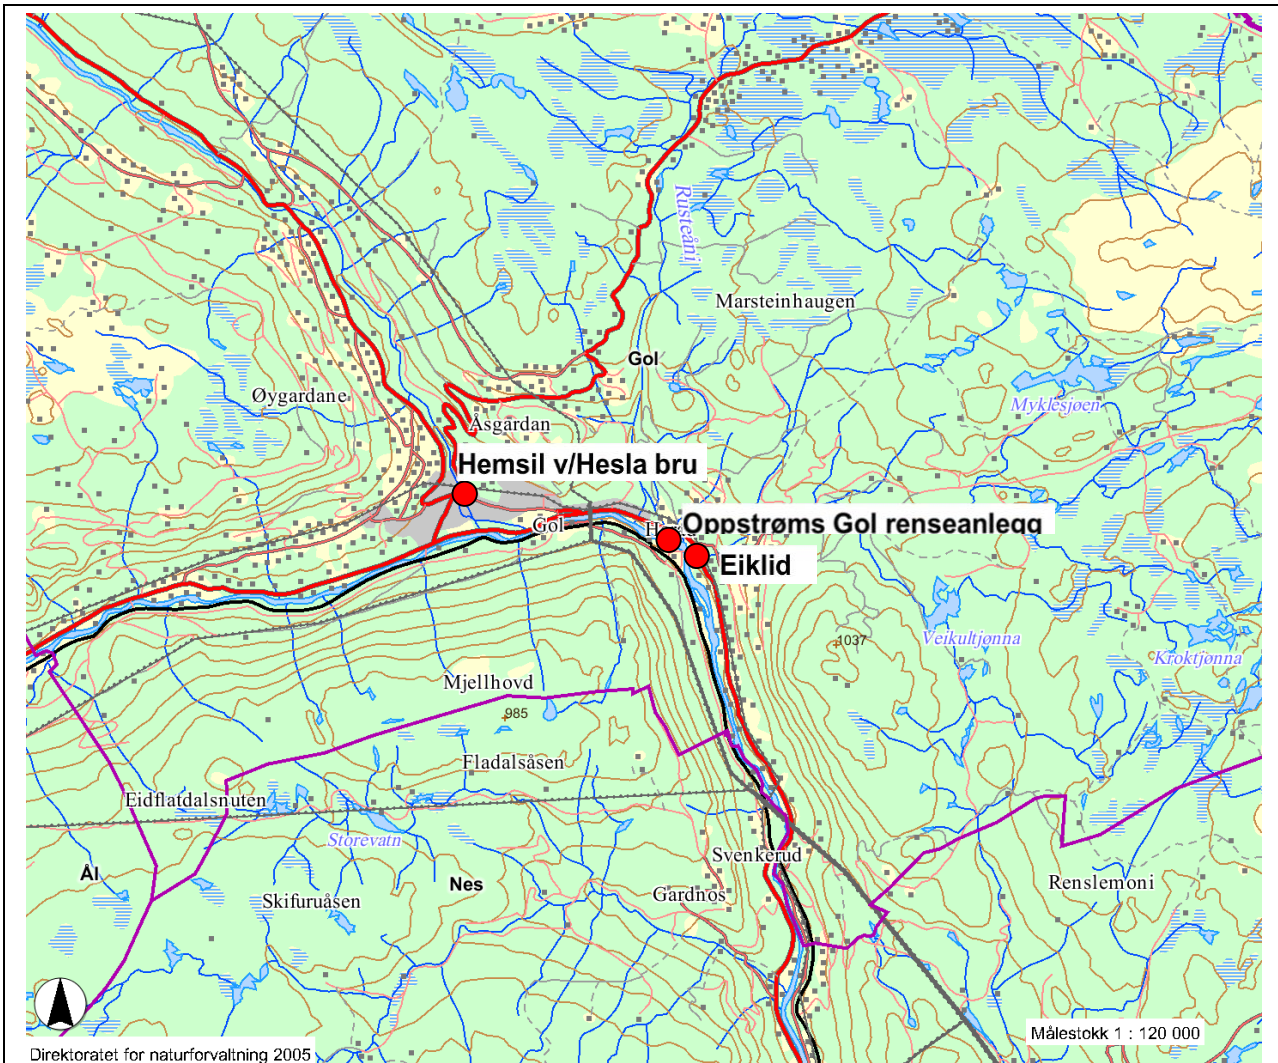 Rusteåni
Marsteinhaugen
Gol
Øygardane
Myklesjøen
Åsgardan
Hemsil v/Hesla bru
Gol
Oppstrøms Gol renseanlegg
Eiklid
1037
Veikultjønna
Kroktjønna
Mjellhovd
985
Fladalsåsen
Eidflatdalsnuten
Storevatn
Svenkerud
Ål
Nes
Gardnos
Renslemoni
Skifuruåsen
Målestokk 1 : 120 000
Direktoratet for naturforvaltning 2005